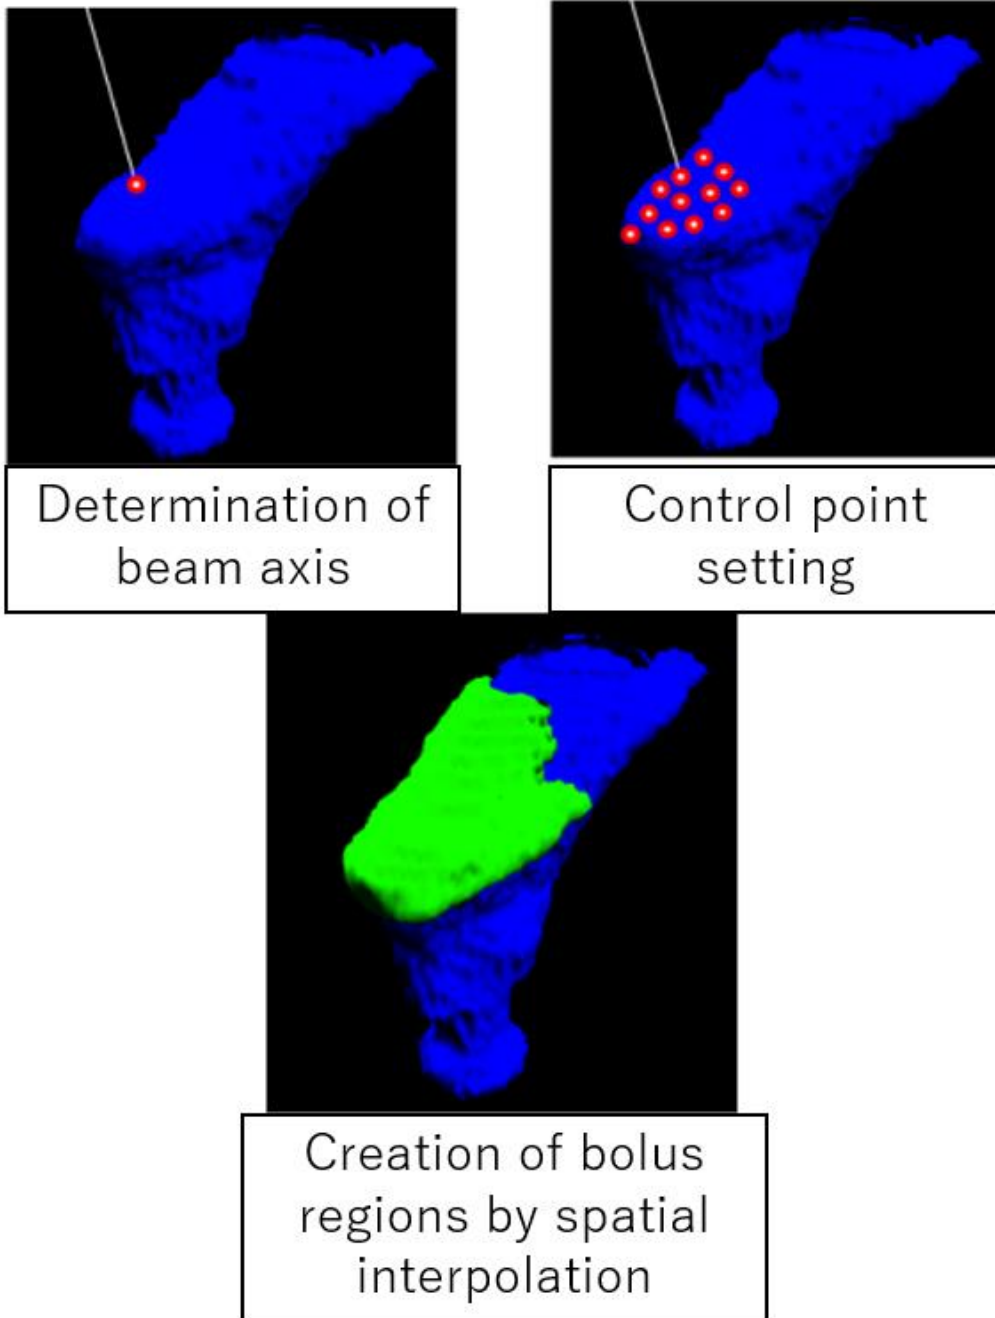 Determination of
beam axis
Control point
setting
Creation of bolus
regions by spatial
interpolation